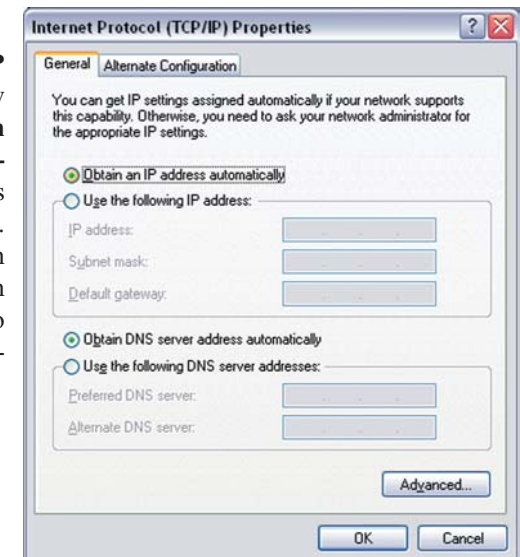 Internet Protocol (TCP/IP) Properties
General
Alternate Configuration
You can get IP settings assigned automatically if your network supports
this capability. Otherwise, you need to ask your network administrator for
the appropriate IP settings.
Obtain an IP address automatically
Use the following IP address:
IP address:
Subnet mask:
Default gateway:
Obtain DNS server address automatically
Use the following DNS server addresses:
Preferred DNS server:
Alternate DNS server:
Advanced...
OK
Cancel